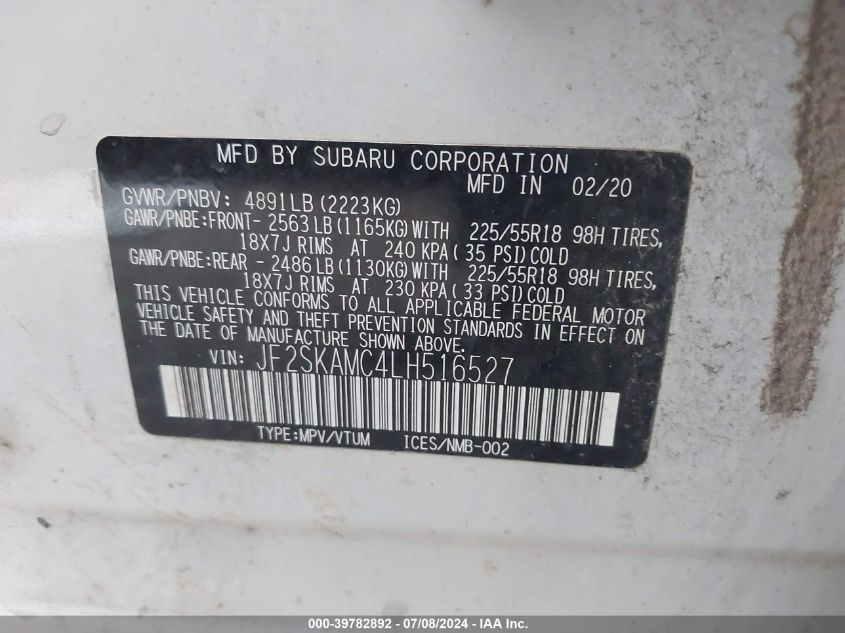 MFD BY SUBARU CORPORATION
MFD IN 02/20
GVWR/PNBV: 4891LB(2223KG)
GAWR/PNBE:FRONT- 2563LB(1165KG)WITH 225/55R18 98H TIRES,
18X7J RIMS AT 240 KPA( 35 PSI)COLD
GAWR/PNBE:REAR - 2486LB(1130KG)WITH 225/55R18 98H TIRES,
18X7J RIMS AT 230 KPA( 33 PSI)COLD
THIS VEHICLE CONFORMS TO ALL APPLICABLE FEDERAL MOTOR
VEHICLE SAFETY AND THEFT PREVENTION STANDARDS IN EFFECT ON
THE DATE OF MANUFACTURE SHOWN ABOVE.
VIN: JF2SKAMC4LH516527
TYPE:MPV/VTUM ICES/NMB-002
000-39782892 - 07/08/2024 - IAA Inc.